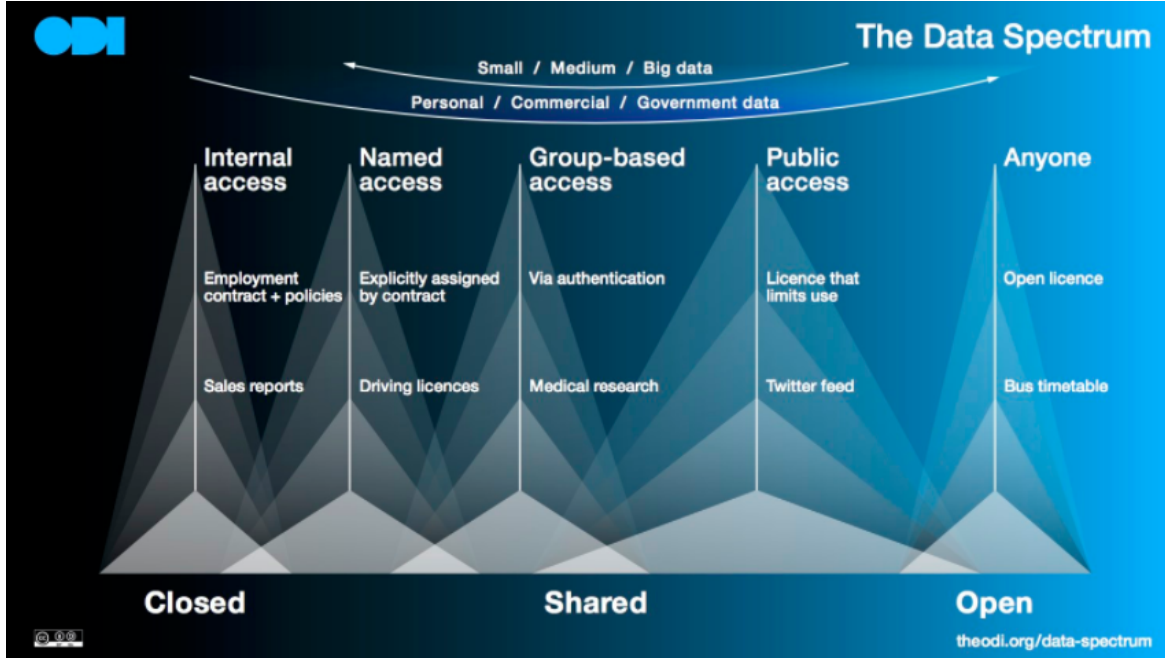 ODI
The Data Spectrum
Small / Medium / Big data
Personal / Commercial / Government data
Internal
access
Named
access
Group-based
access
Public
access
Anyone
Employment
contract + policies
Explicitly assigned
by contract
Via authentication
Licence that
limits use
Open licence
Sales reports
Driving licences
Medical research
Twitter feed
Bus timetable
Closed
Shared
Open
cc
theodi.org/data-spectrum